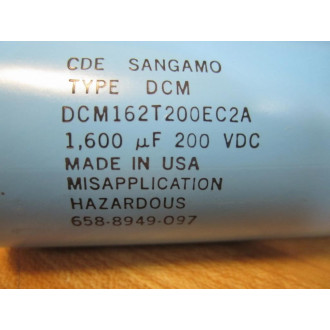 CDE SANGAMO
TYPE DCM
DCM162T200EC2A
1,600 µF 200 VDC
MADE IN USA
MISAPPLICATION
HAZARDOUS
658-8949-097